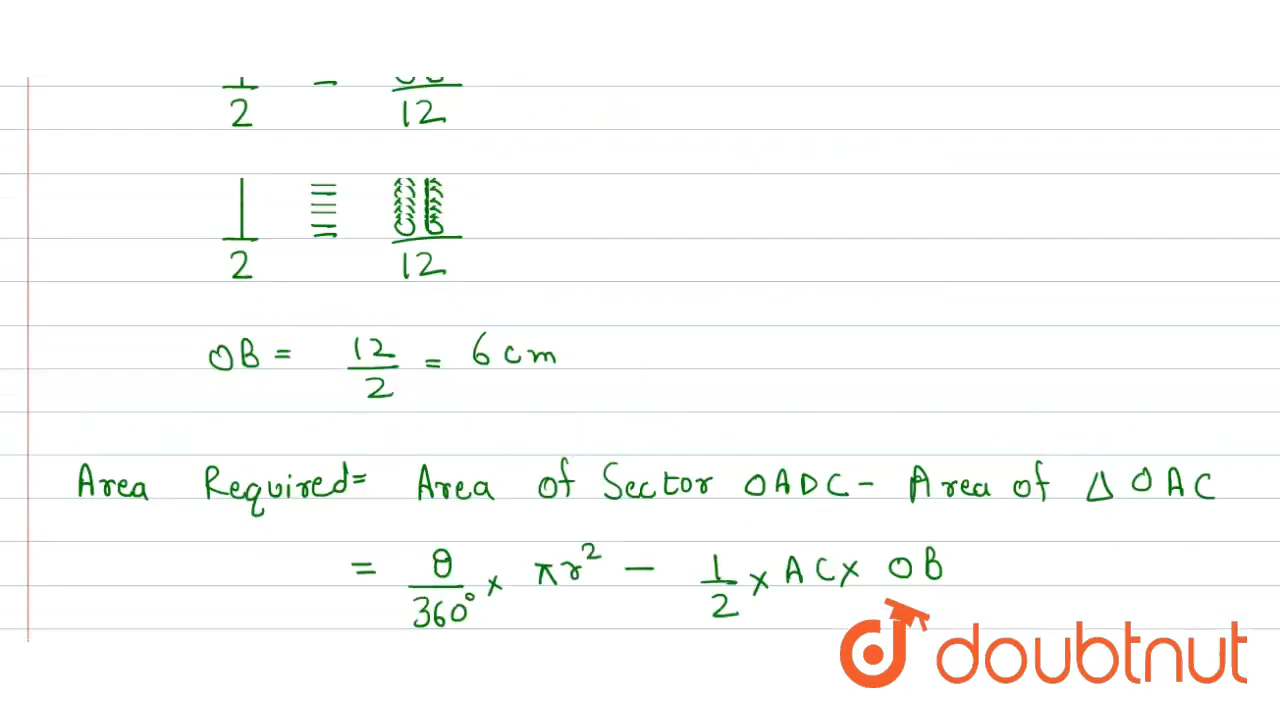 1/2 = OB/12
OB = 12/2 = 6 cm
Area Required = Area of Sector OADC - Area of Δ OAC
= θ/360° × πr² - 1/2 × AC × OB
doubtnut